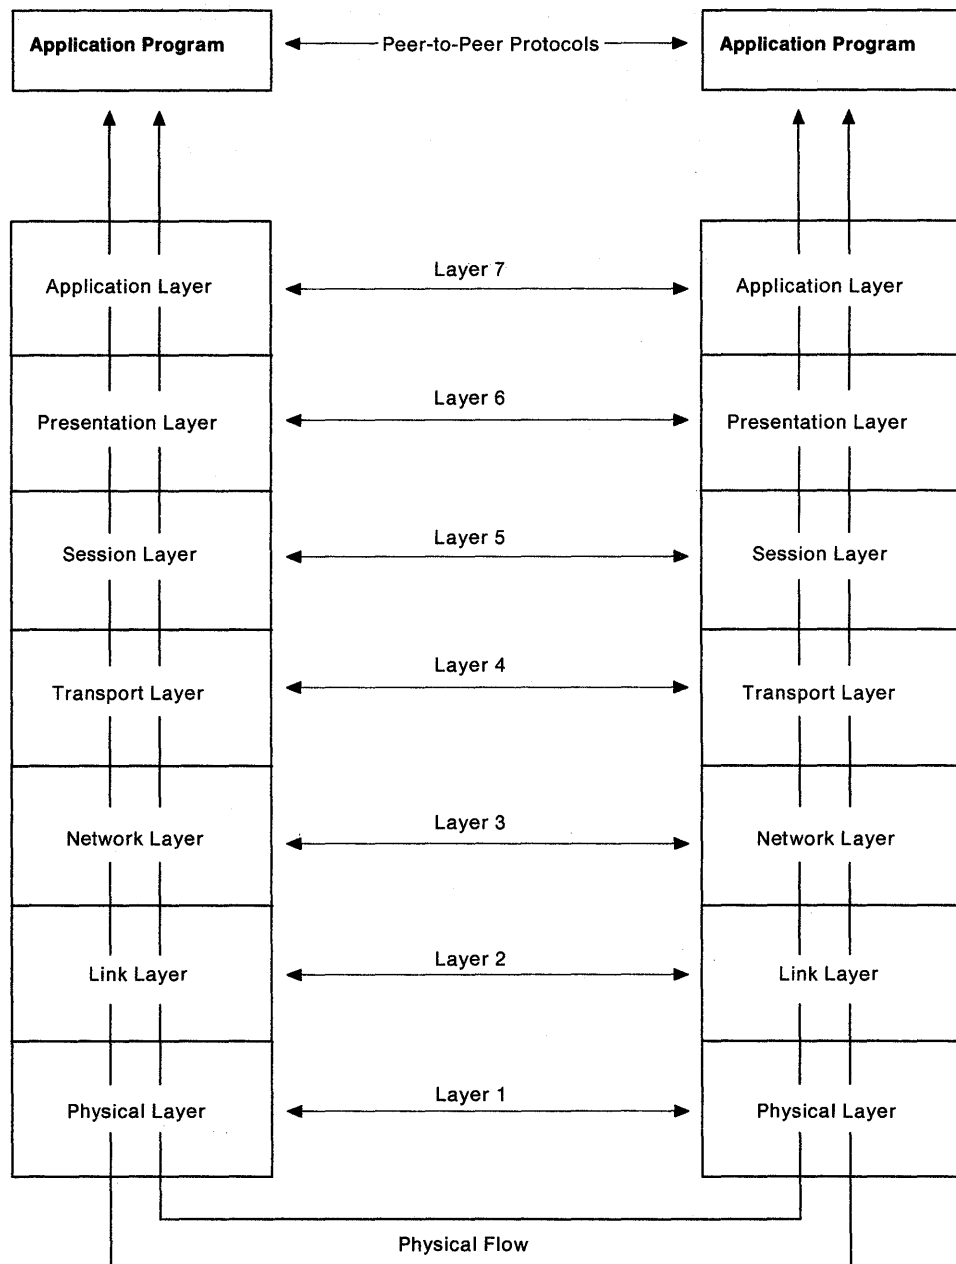 Application Program
Peer-to-Peer Protocols
Application Program
Application Layer
Layer 7
Application Layer
Presentation Layer
Layer 6
Presentation Layer
Session Layer
Layer 5
Session Layer
Transport Layer
Layer 4
Transport Layer
Network Layer
Layer 3
Network Layer
Link Layer
Layer 2
Link Layer
Physical Layer
Layer 1
Physical Layer
Physical Flow